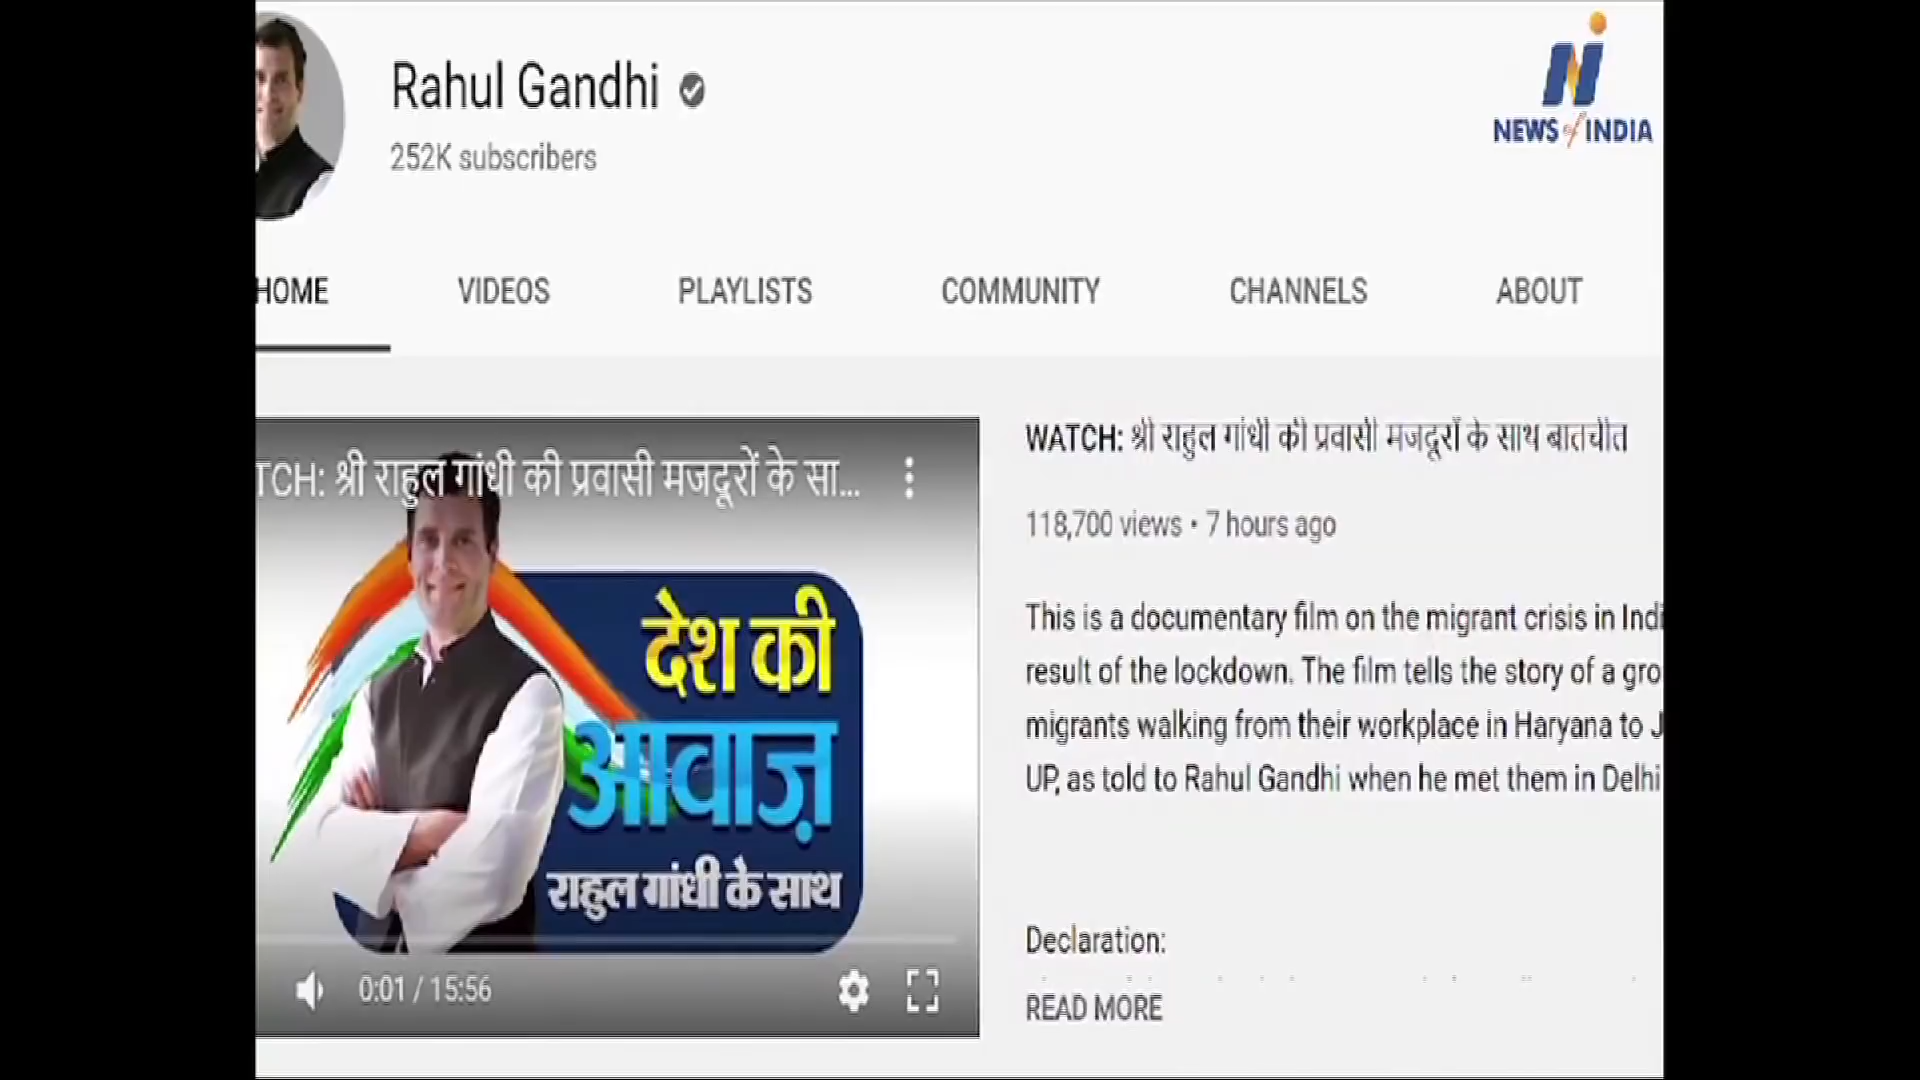 Rahul Gandhi
252K subscribers
NEWS of INDIA
HOME VIDEOS PLAYLISTS COMMUNITY CHANNELS ABOUT
TCH: श्री राहुल गांधी की प्रवासी मजदूरों के सा...
देश की
आवाज़
राहुल गांधी के साथ
0:01 / 15:56
WATCH: श्री राहुल गांधी की प्रवासी मजदूरों के साथ बातचीत
118,700 views • 7 hours ago
This is a documentary film on the migrant crisis in Indi
result of the lockdown. The film tells the story of a gro
migrants walking from their workplace in Haryana to J
UP, as told to Rahul Gandhi when he met them in Delhi
Declaration:
READ MORE